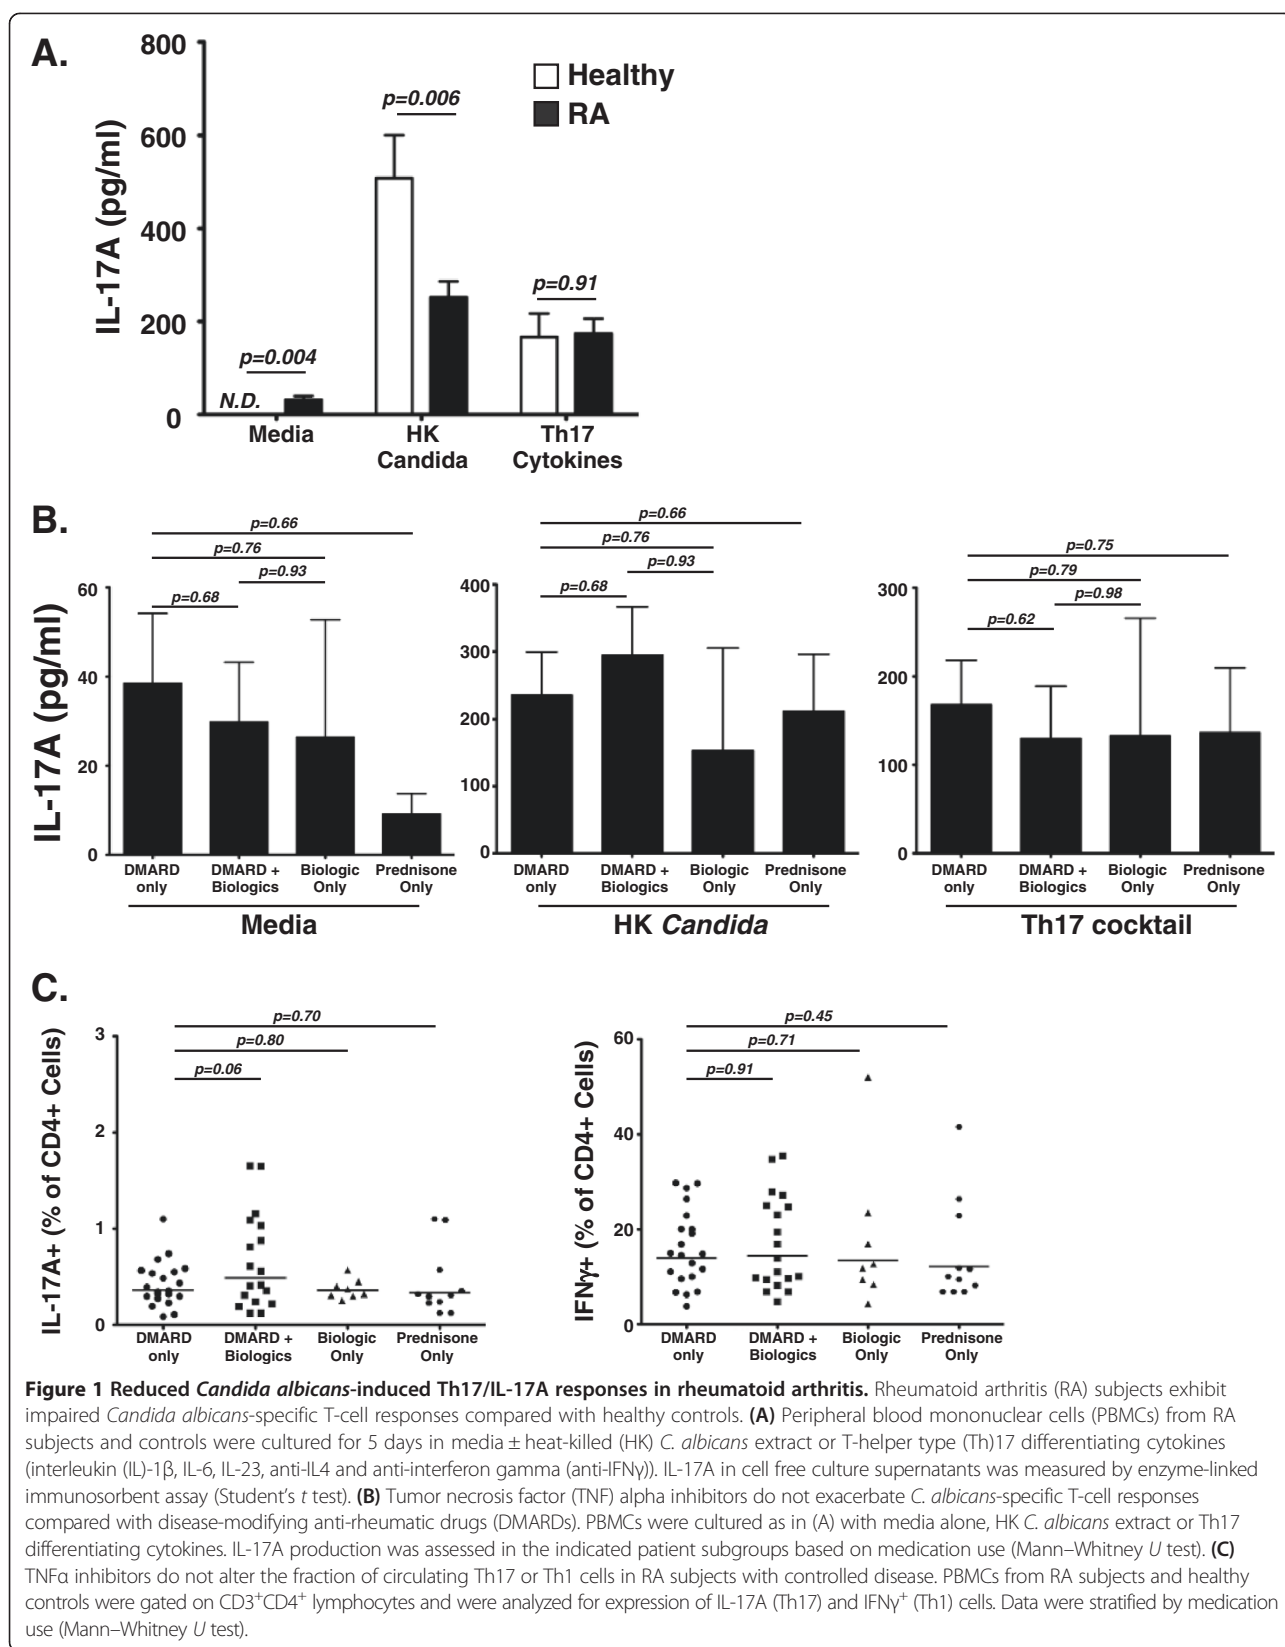 A.
800
600
400
200
0
IL-17A (pg/ml)
Healthy
RA
p=0.006
p=0.91
p=0.004
N.D.
Media
HK
Candida
Th17
Cytokines
B.
IL-17A (pg/ml)
p=0.66
p=0.76
p=0.93
p=0.68
60
40
20
0
DMARD
only
DMARD +
Biologics
Biologic
Only
Prednisone
Only
Media
p=0.66
p=0.76
p=0.93
p=0.68
400
300
200
100
0
DMARD
only
DMARD +
Biologics
Biologic
Only
Prednisone
Only
HK Candida
p=0.75
p=0.79
p=0.98
p=0.62
300
200
100
0
DMARD
only
DMARD +
Biologics
Biologic
Only
Prednisone
Only
Th17 cocktail
C.
IL-17A+ (% of CD4+ Cells)
p=0.70
p=0.80
p=0.06
3
2
1
0
DMARD
only
DMARD +
Biologics
Biologic
Only
Prednisone
Only
IFNγ+ (% of CD4+ Cells)
p=0.45
p=0.71
p=0.91
60
40
20
0
DMARD
only
DMARD +
Biologics
Biologic
Only
Prednisone
Only
Figure 1 Reduced Candida albicans-induced Th17/IL-17A responses in rheumatoid arthritis. Rheumatoid arthritis (RA) subjects exhibit
impaired Candida albicans-specific T-cell responses compared with healthy controls. (A) Peripheral blood mononuclear cells (PBMCs) from RA
subjects and controls were cultured for 5 days in media ± heat-killed (HK) C. albicans extract or T-helper type (Th)17 differentiating cytokines
(interleukin (IL)-1β, IL-6, IL-23, anti-IL4 and anti-interferon gamma (anti-IFNγ)). IL-17A in cell free culture supernatants was measured by enzyme-linked
immunosorbent assay (Student's t test). (B) Tumor necrosis factor (TNF) alpha inhibitors do not exacerbate C. albicans-specific T-cell responses
compared with disease-modifying anti-rheumatic drugs (DMARDs). PBMCs were cultured as in (A) with media alone, HK C. albicans extract or Th17
differentiating cytokines. IL-17A production was assessed in the indicated patient subgroups based on medication use (Mann–Whitney U test). (C)
TNFα inhibitors do not alter the fraction of circulating Th17 or Th1 cells in RA subjects with controlled disease. PBMCs from RA subjects and healthy
controls were gated on CD3⁺CD4⁺ lymphocytes and were analyzed for expression of IL-17A (Th17) and IFNγ⁺ (Th1) cells. Data were stratified by medication
use (Mann–Whitney U test).